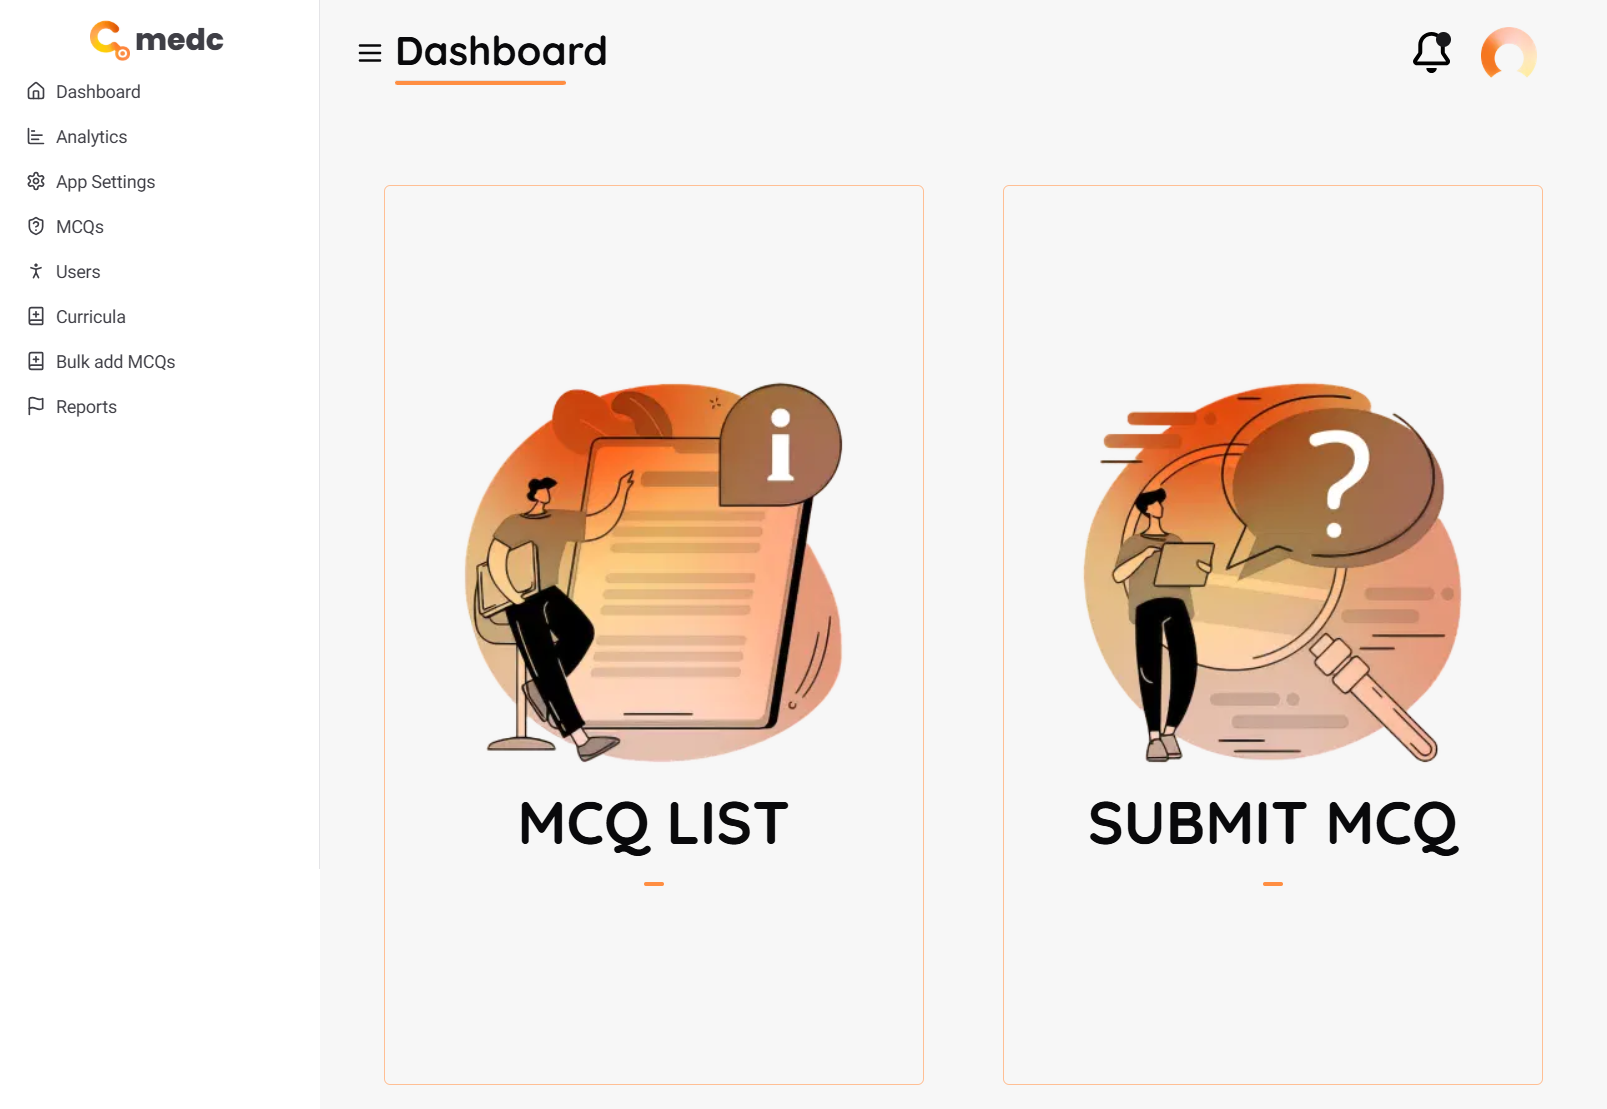 medc
Dashboard
Analytics
App Settings
MCQs
Users
Curricula
Bulk add MCQs
Reports
Dashboard
i
MCQ LIST
?
SUBMIT MCQ